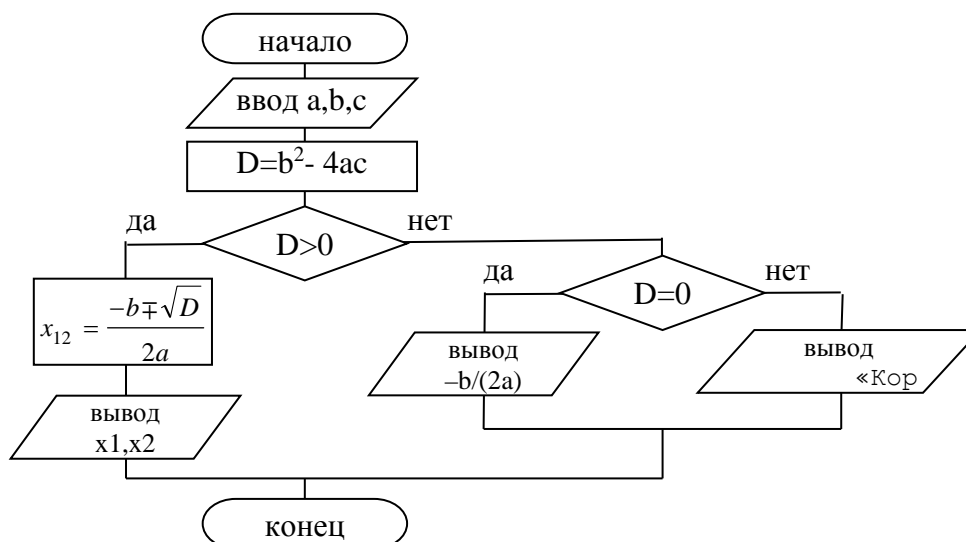 начало
ввод a,b,c
D=b²- 4ac
да
нет
D>0
да
нет
D=0
x₁₂ = (−b∓√D)/(2a)
вывод
–b/(2a)
вывод
«Кор
вывод
x1,x2
конец